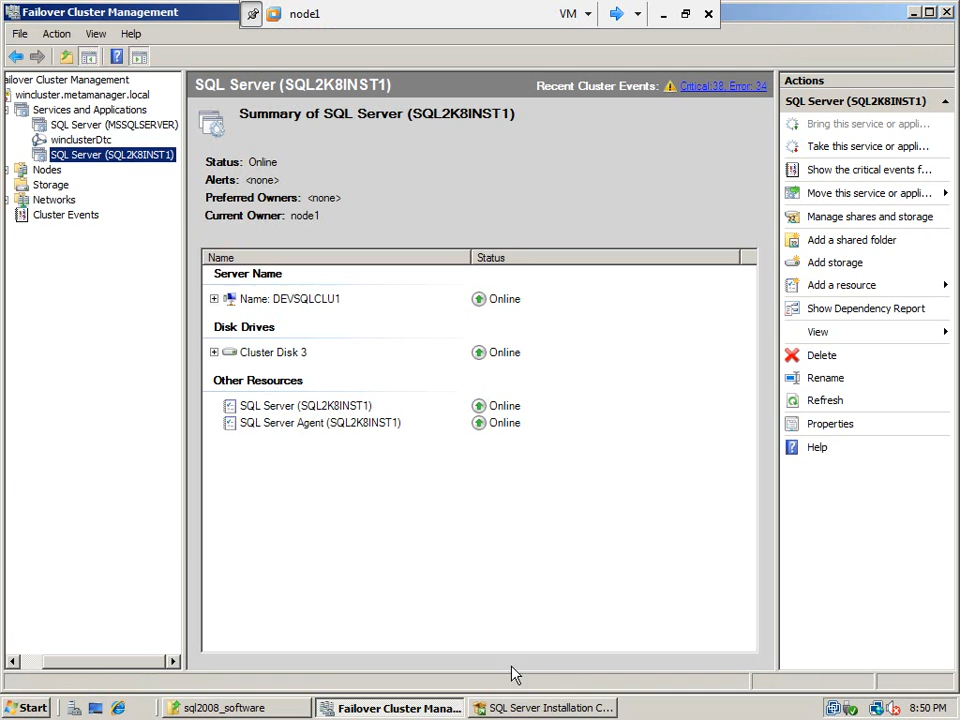 Failover Cluster Management
node1
VM
File Action View Help
ailover Cluster Management
wincluster.metamanager.local
Services and Applications
SQL Server (MSSQLSERVER)
winclusterDtc
SQL Server (SQL2K8INST1)
Nodes
Storage
Networks
Cluster Events
SQL Server (SQL2K8INST1)
Recent Cluster Events: Critical:38, Error: 34
Summary of SQL Server (SQL2K8INST1)
Status: Online
Alerts: <none>
Preferred Owners: <none>
Current Owner: node1
Name Status
Server Name
Name: DEVSQLCLU1 Online
Disk Drives
Cluster Disk 3 Online
Other Resources
SQL Server (SQL2K8INST1) Online
SQL Server Agent (SQL2K8INST1) Online
Actions
SQL Server (SQL2K8INST1)
Bring this service or appli...
Take this service or appli...
Show the critical events f...
Move this service or appli...
Manage shares and storage
Add a shared folder
Add storage
Add a resource
Show Dependency Report
View
Delete
Rename
Refresh
Properties
Help
Start sql2008_software Failover Cluster Mana... SQL Server Installation C... 8:50 PM